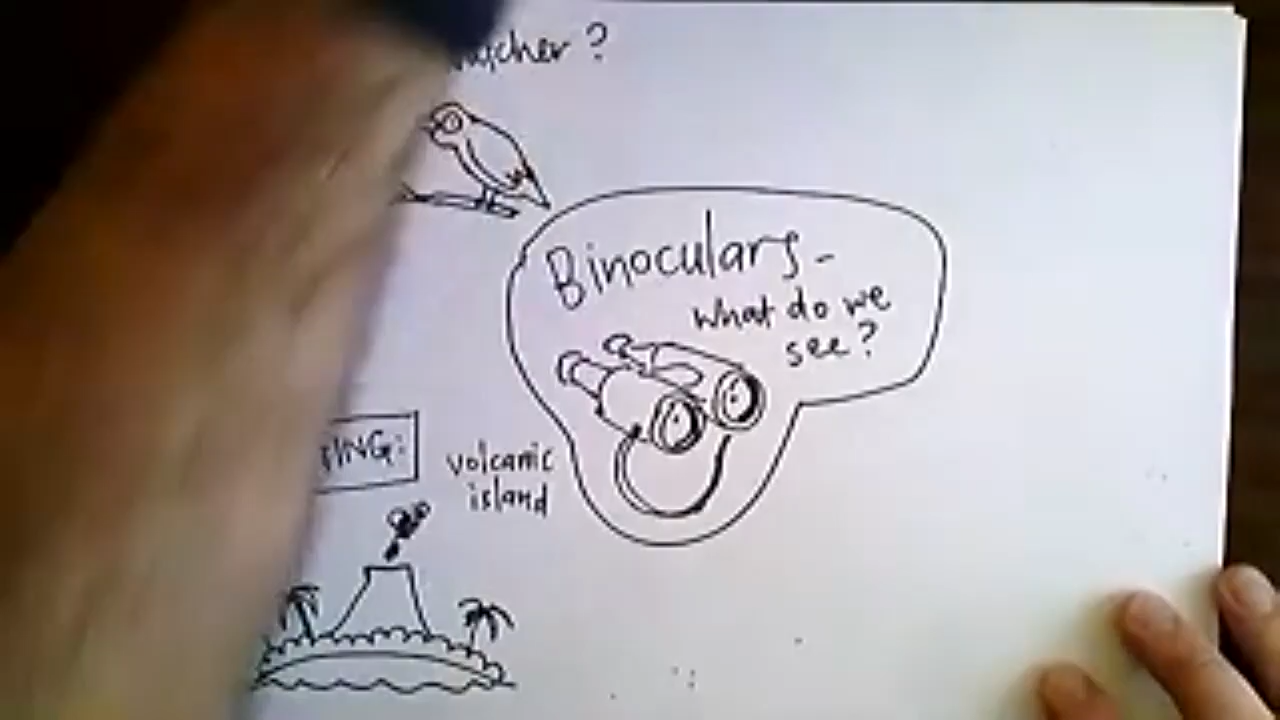 Binoculars -
what do we
see?
volcanic
island